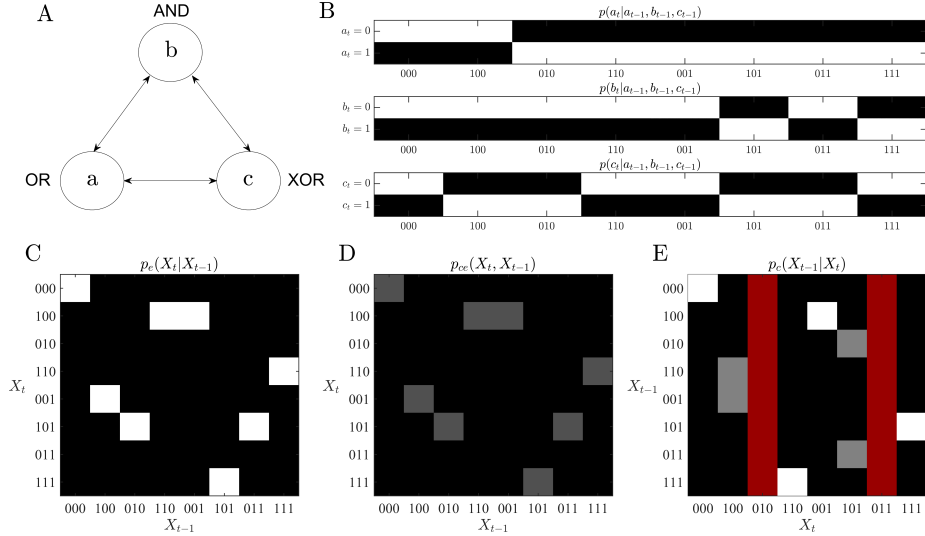 A
AND
b
OR
a
c
XOR
B
p(a_t|a_{t-1}, b_{t-1}, c_{t-1})
a_t = 0
a_t = 1
000 100 010 110 001 101 011 111
p(b_t|a_{t-1}, b_{t-1}, c_{t-1})
b_t = 0
b_t = 1
000 100 010 110 001 101 011 111
p(c_t|a_{t-1}, b_{t-1}, c_{t-1})
c_t = 0
c_t = 1
000 100 010 110 001 101 011 111
C
p_e(X_t|X_{t-1})
000
100
010
110
X_t
001
101
011
111
000 100 010 110 001 101 011 111
X_{t-1}
D
p_{ce}(X_t, X_{t-1})
000
100
010
110
X_t
001
101
011
111
000 100 010 110 001 101 011 111
X_{t-1}
E
p_c(X_{t-1}|X_t)
000
100
010
110
X_{t-1}
001
101
011
111
000 100 010 110 001 101 011 111
X_t